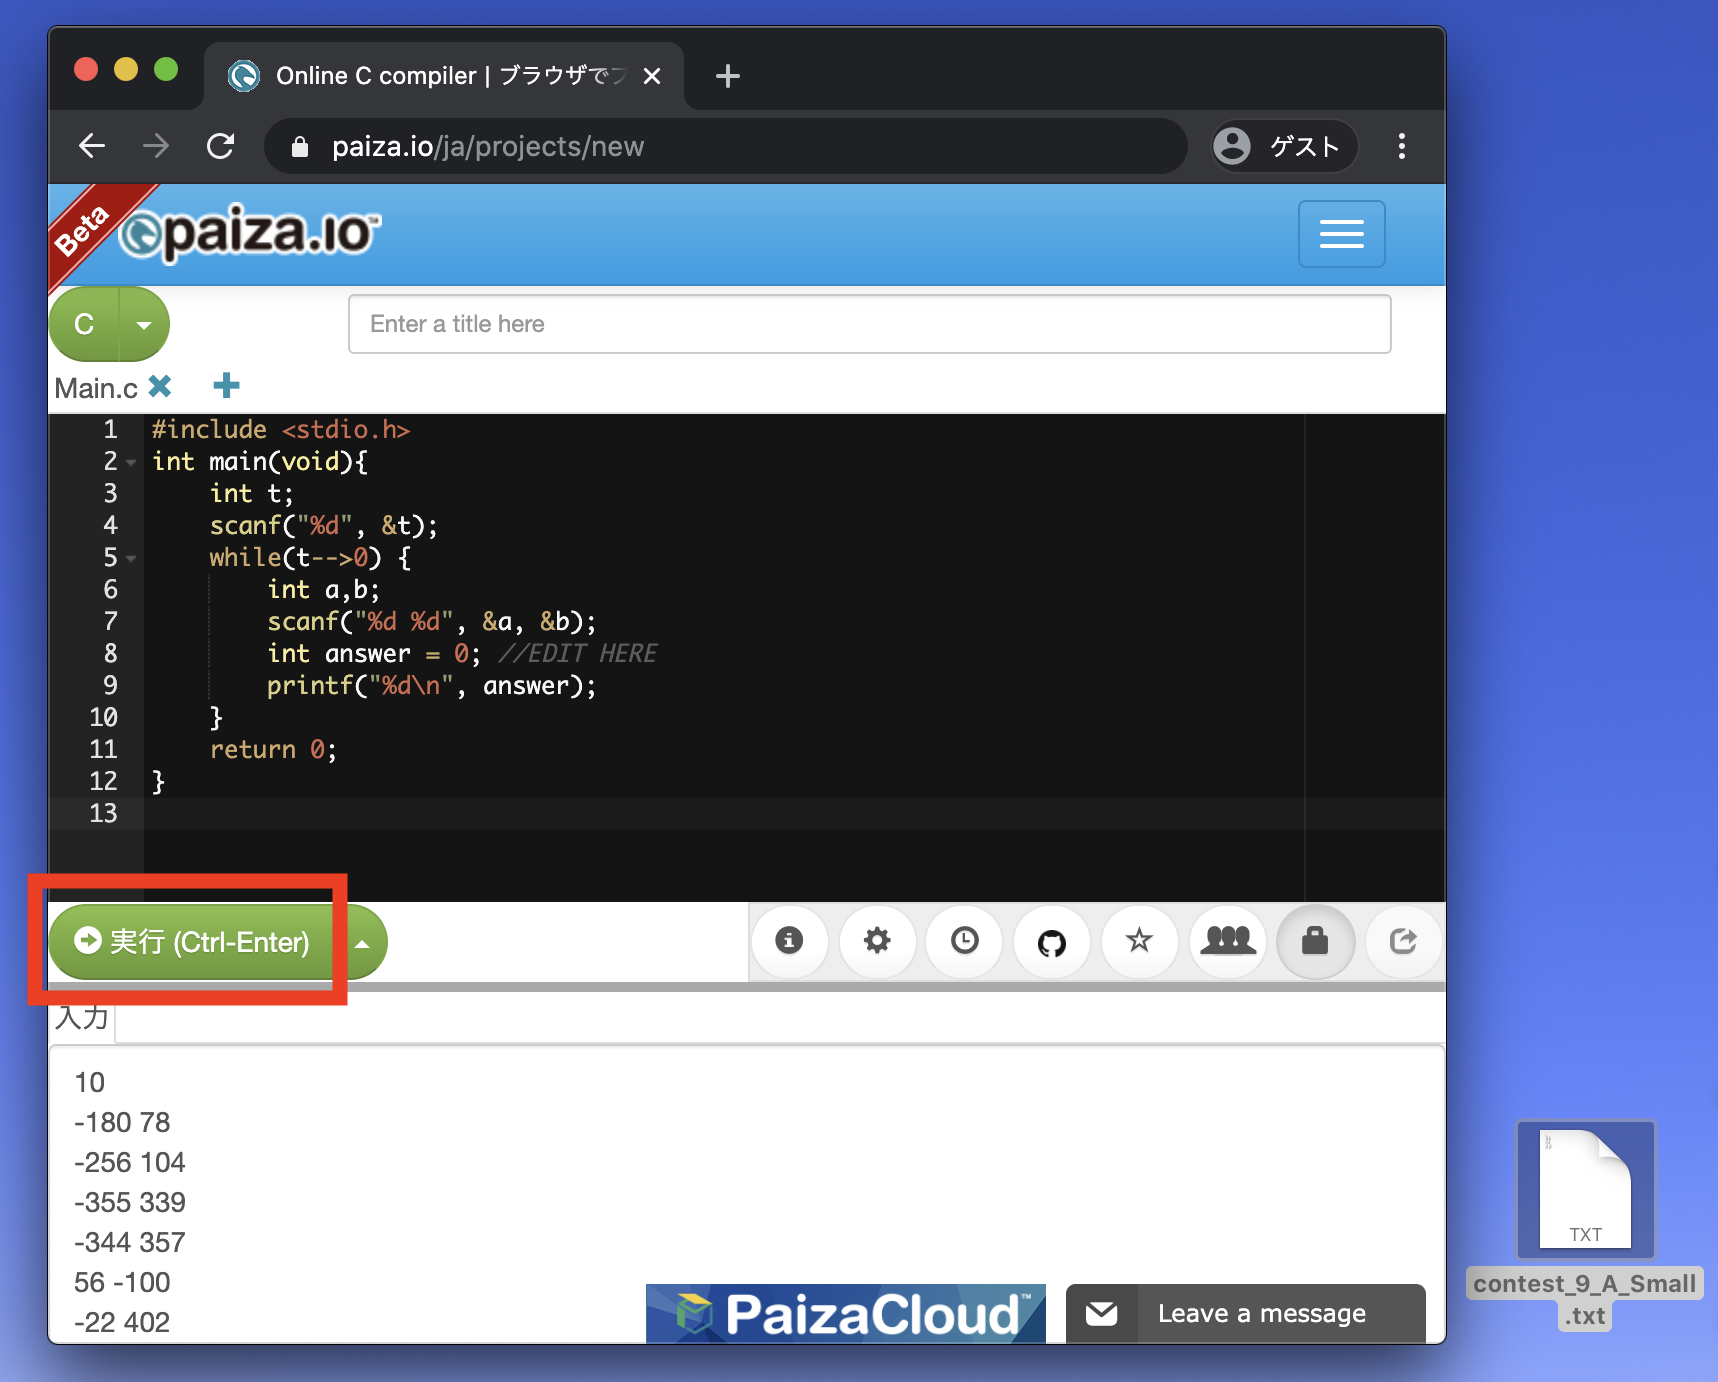 Online C compiler | ブラウザでプ
paiza.io/ja/projects/new
ゲスト
Beta
paiza.io™
C
Enter a title here
Main.c
1 #include <stdio.h>
2 int main(void){
3 int t;
4 scanf("%d", &t);
5 while(t-->0) {
6 int a,b;
7 scanf("%d %d", &a, &b);
8 int answer = 0; //EDIT HERE
9 printf("%d\n", answer);
10 }
11 return 0;
12 }
13
実行 (Ctrl-Enter)
入力
10
-180 78
-256 104
-355 339
-344 357
56 -100
-22 402
PaizaCloud™
Leave a message
TXT
contest_9_A_Small
.txt